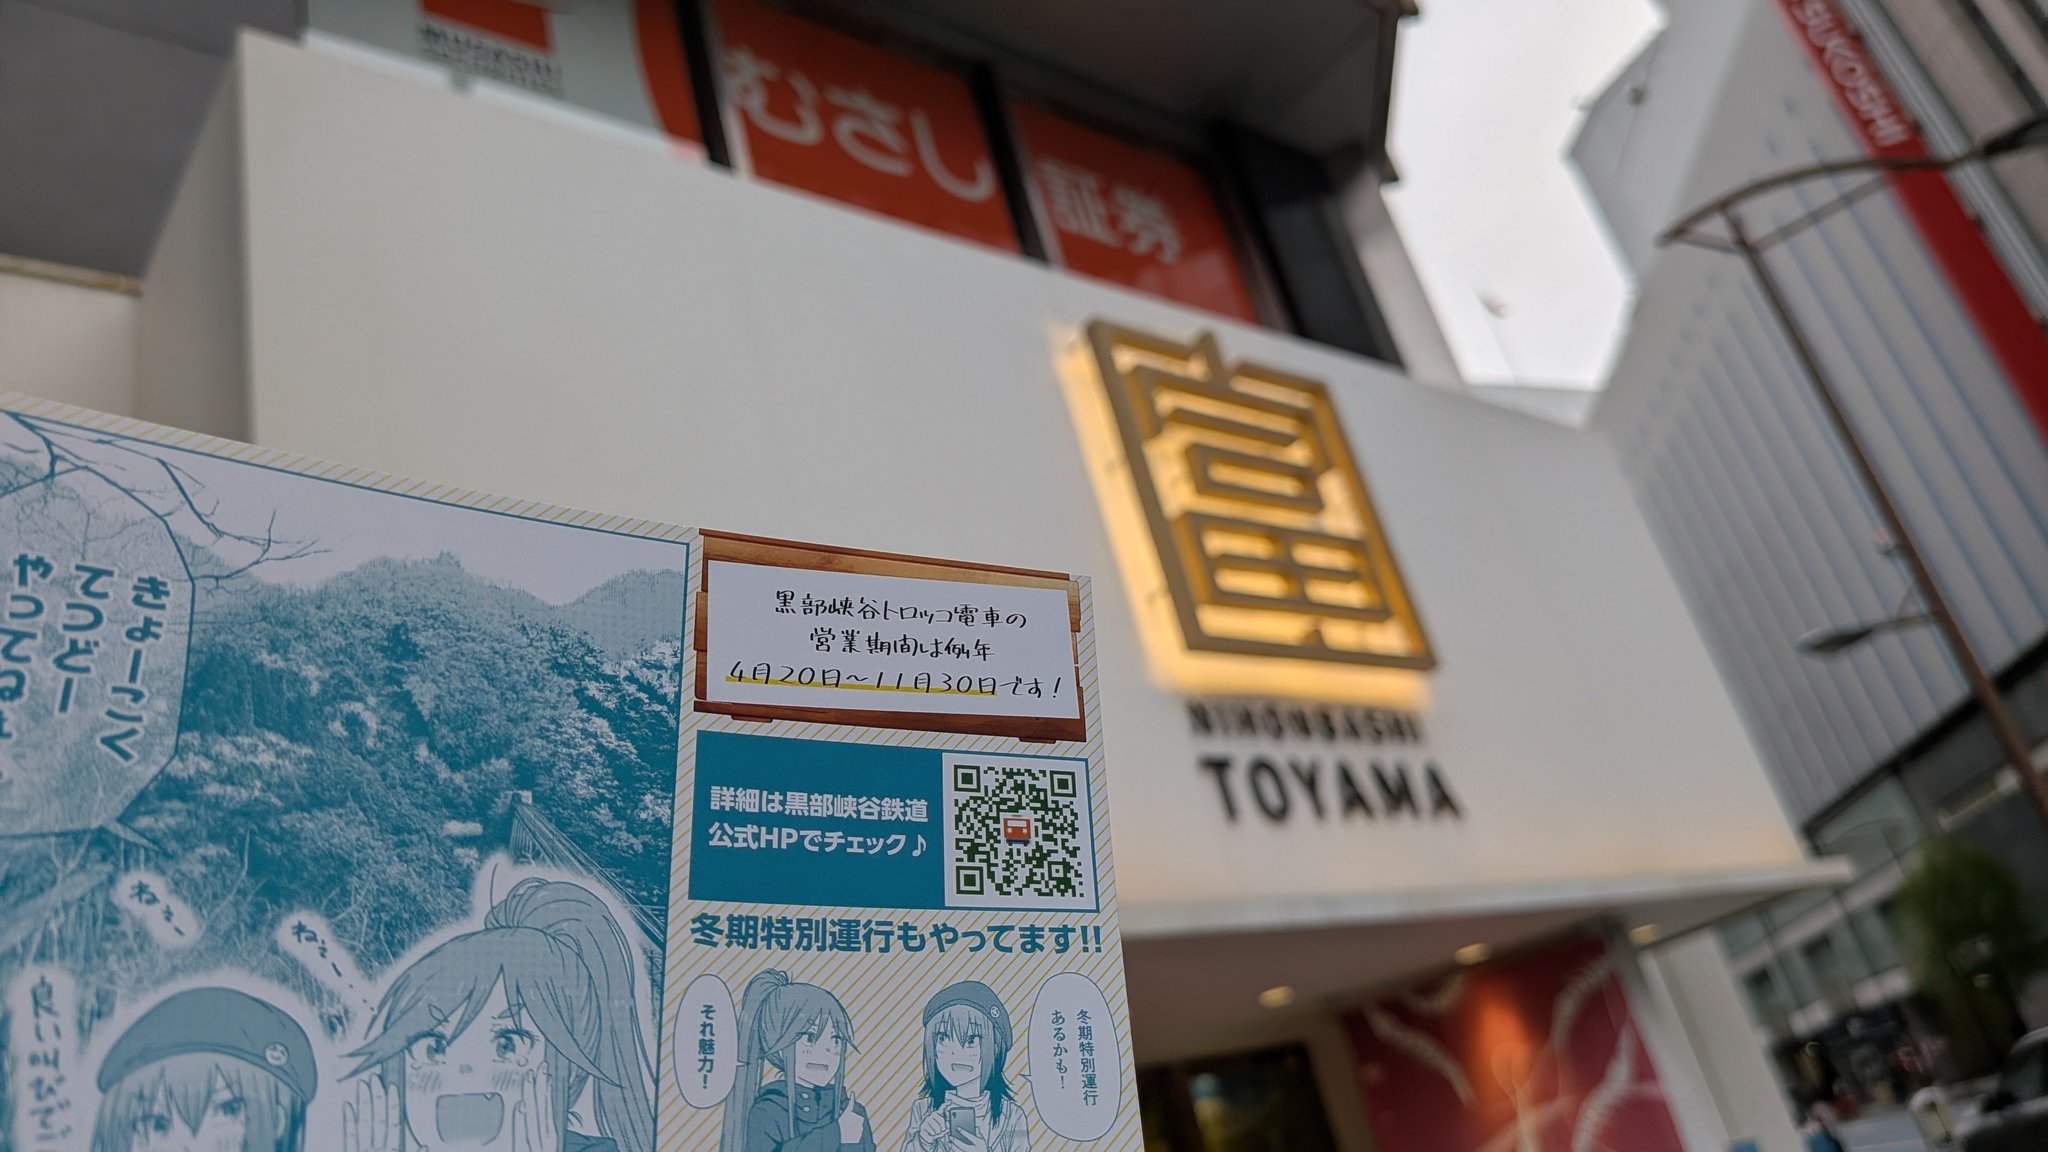 むさし
証券
MITSUKOSHI
富
NIHONBASHI
TOYAMA
きょーこく
てつどー
やってるよ
ねぇ
ねぇー
黒部峡谷トロッコ電車の
営業期間は例年
4月20日～11月30日です！
詳細は黒部峡谷鉄道
公式HPでチェック♪
冬期特別運行もやってます!!
それ魅力！
冬期特別運行
あるかも！